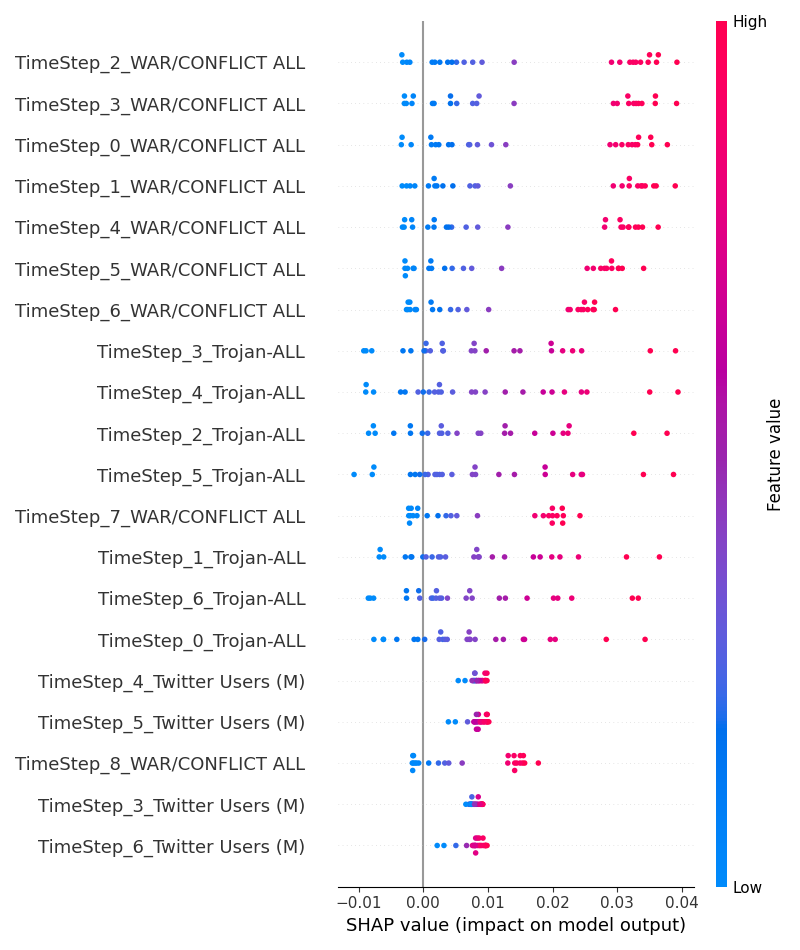 High
TimeStep_2_WAR/CONFLICT ALL
TimeStep_3_WAR/CONFLICT ALL
TimeStep_0_WAR/CONFLICT ALL
TimeStep_1_WAR/CONFLICT ALL
TimeStep_4_WAR/CONFLICT ALL
TimeStep_5_WAR/CONFLICT ALL
TimeStep_6_WAR/CONFLICT ALL
TimeStep_3_Trojan-ALL
TimeStep_4_Trojan-ALL
TimeStep_2_Trojan-ALL
TimeStep_5_Trojan-ALL
TimeStep_7_WAR/CONFLICT ALL
TimeStep_1_Trojan-ALL
TimeStep_6_Trojan-ALL
TimeStep_0_Trojan-ALL
TimeStep_4_Twitter Users (M)
TimeStep_5_Twitter Users (M)
TimeStep_8_WAR/CONFLICT ALL
TimeStep_3_Twitter Users (M)
TimeStep_6_Twitter Users (M)
Feature value
Low
−0.01 0.00 0.01 0.02 0.03 0.04
SHAP value (impact on model output)